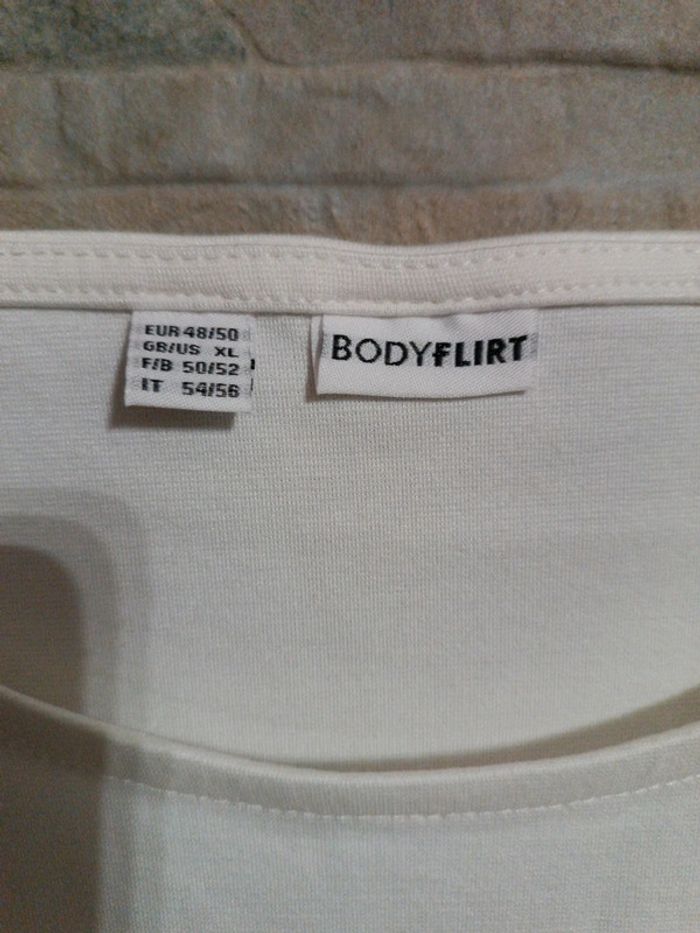 EUR 48/50
GB/US XL
F/B 50/52
IT 54/56
BODYFLIRT